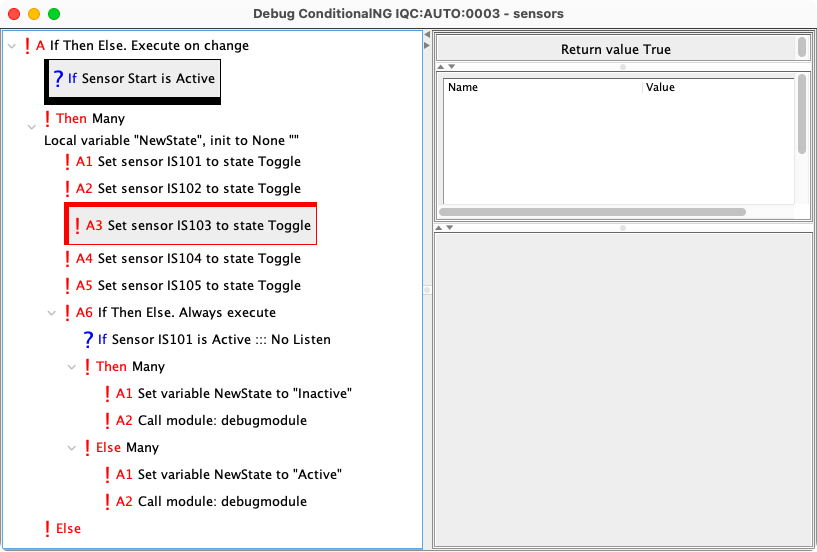 Debug ConditionalNG IQC:AUTO:0003 - sensors
! A If Then Else. Execute on change
? If Sensor Start is Active
! Then Many
Local variable "NewState", init to None ""
! A1 Set sensor IS101 to state Toggle
! A2 Set sensor IS102 to state Toggle
! A3 Set sensor IS103 to state Toggle
! A4 Set sensor IS104 to state Toggle
! A5 Set sensor IS105 to state Toggle
! A6 If Then Else. Always execute
? If Sensor IS101 is Active ::: No Listen
! Then Many
! A1 Set variable NewState to "Inactive"
! A2 Call module: debugmodule
! Else Many
! A1 Set variable NewState to "Active"
! A2 Call module: debugmodule
! Else
Return value True
Name Value